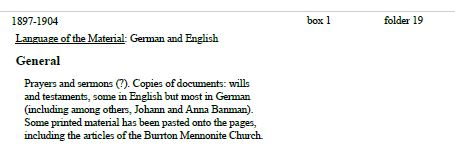 1897-1904 box 1 folder 19
Language of the Material: German and English
General
Prayers and sermons (?). Copies of documents: wills
and testaments, some in English but most in German
(including among others, Johann and Anna Banman).
Some printed material has been pasted onto the pages,
including the articles of the Burrton Mennonite Church.